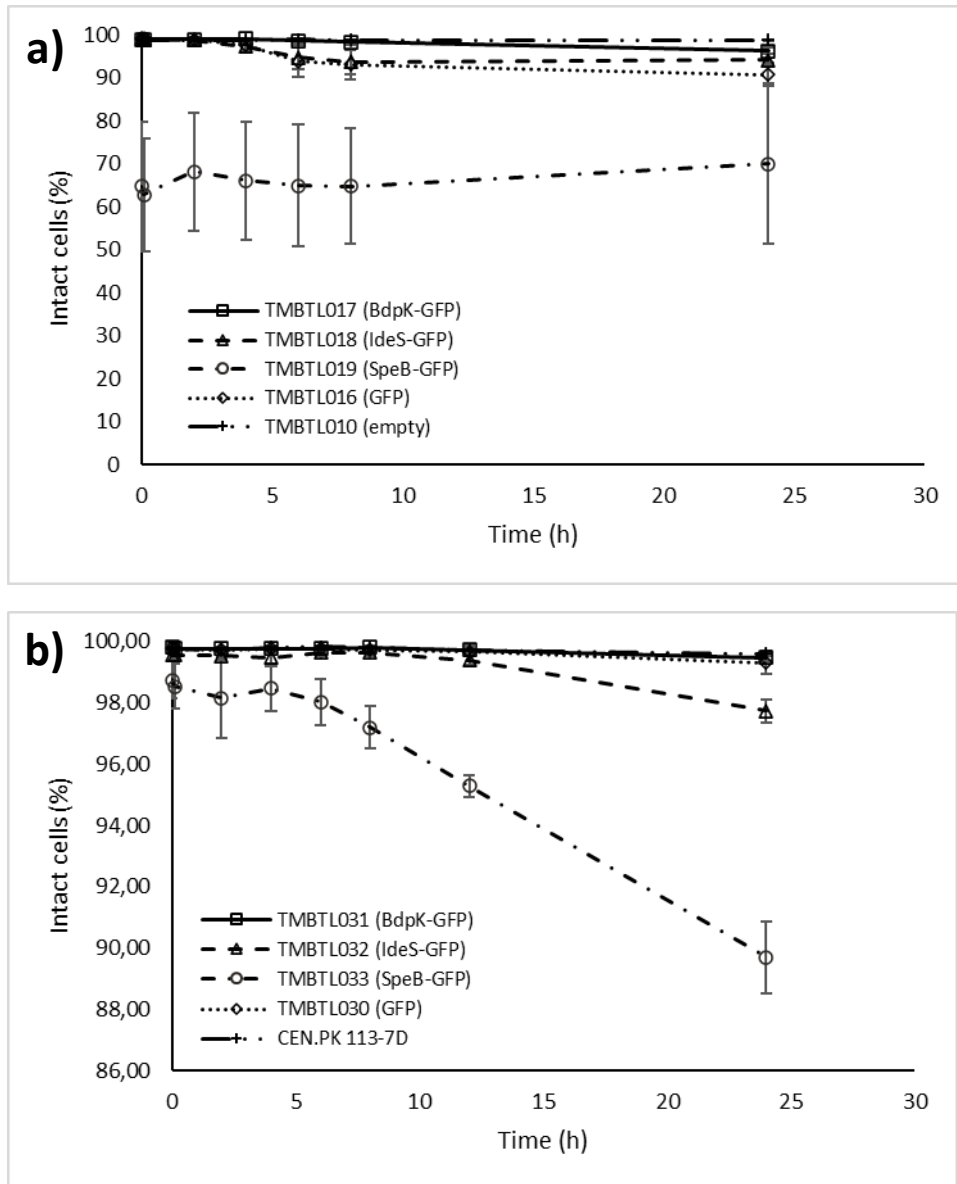 a)
100
90
80
70
60
50
40
30
20
10
0
Intact cells (%)
TMBTL017 (BdpK-GFP)
TMBTL018 (IdeS-GFP)
TMBTL019 (SpeB-GFP)
TMBTL016 (GFP)
TMBTL010 (empty)
0 5 10 15 20 25 30
Time (h)
b)
100,00
98,00
96,00
94,00
92,00
90,00
88,00
86,00
Intact cells (%)
TMBTL031 (BdpK-GFP)
TMBTL032 (IdeS-GFP)
TMBTL033 (SpeB-GFP)
TMBTL030 (GFP)
CEN.PK 113-7D
0 5 10 15 20 25 30
Time (h)